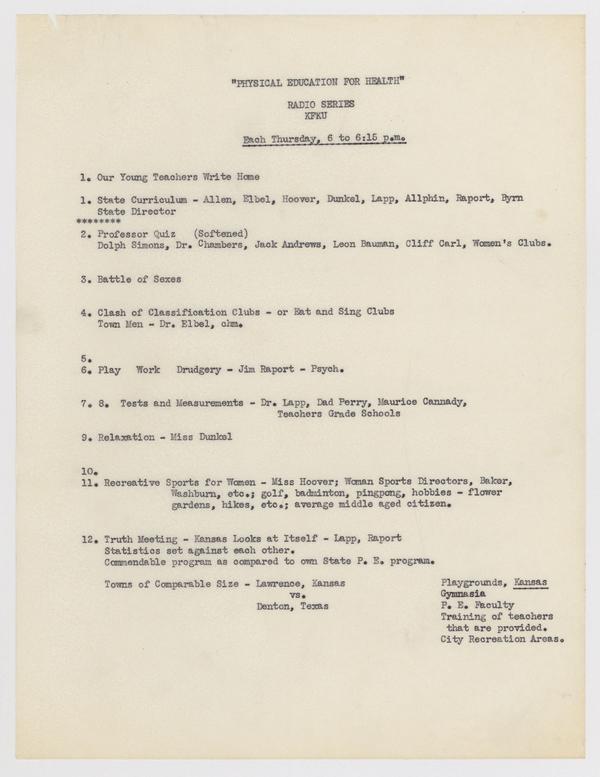 "PHYSICAL EDUCATION FOR HEALTH"
RADIO SERIES
KFKU
Each Thursday, 6 to 6:15 p.m.
1. Our Young Teachers Write Home
1. State Curriculum - Allen, Elbel, Hoover, Dunkel, Lapp, Allphin, Raport, Byrn
State Director
********
2. Professor Quiz (Softened)
Dolph Simons, Dr. Chambers, Jack Andrews, Leon Bauman, Cliff Carl, Women's Clubs.
3. Battle of Sexes
4. Clash of Classification Clubs - or Eat and Sing Clubs
Town Men - Dr. Elbel, chm.
5.
6. Play Work Drudgery - Jim Raport - Psych.
7. 8. Tests and Measurements - Dr. Lapp, Dad Perry, Maurice Cannady,
Teachers Grade Schools
9. Relaxation - Miss Dunkel
10.
11. Recreative Sports for Women - Miss Hoover; Woman Sports Directors, Baker,
Washburn, etc.; golf, badminton, pingpong, hobbies - flower
gardens, hikes, etc.; average middle aged citizen.
12. Truth Meeting - Kansas Looks at Itself - Lapp, Raport
Statistics set against each other.
Commendable program as compared to own State P. E. program.
Towns of Comparable Size - Lawrence, Kansas
vs.
Denton, Texas
Playgrounds, Kansas
Gymnasia
P. E. Faculty
Training of teachers
that are provided.
City Recreation Areas.